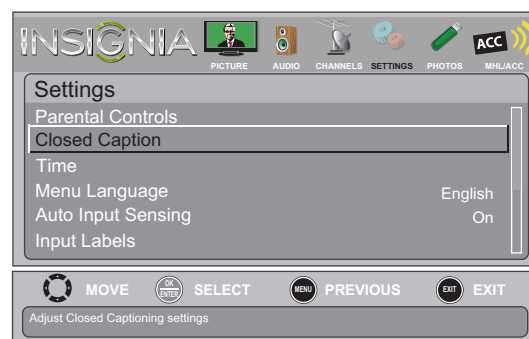 INSIGNIA
PICTURE AUDIO CHANNELS SETTINGS PHOTOS MHL/ACC
ACC
Settings
Parental Controls
Closed Caption
Time
Menu Language English
Auto Input Sensing On
Input Labels
MOVE OK ENTER SELECT MENU PREVIOUS EXIT EXIT
Adjust Closed Captioning settings